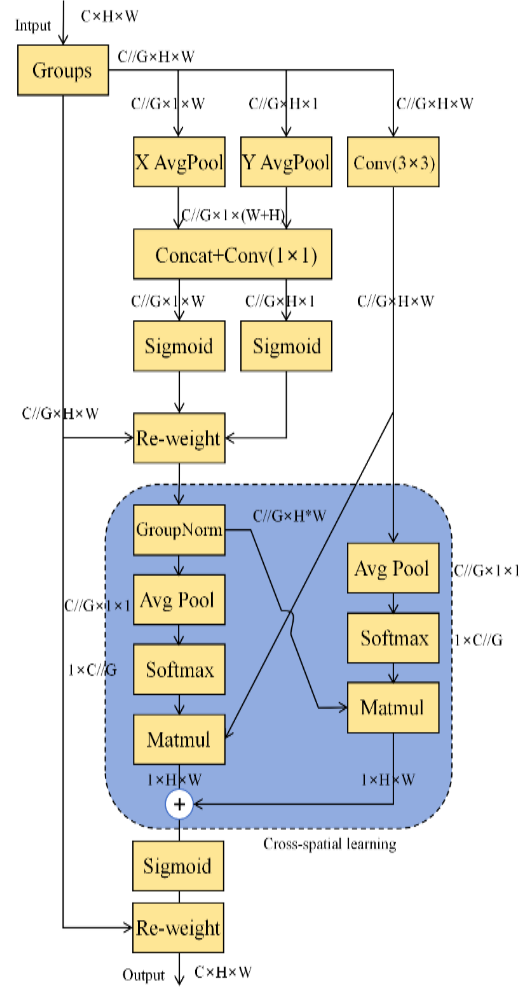 C×H×W
Intput
Groups
C//G×H×W
C//G×1×W
C//G×H×1
C//G×H×W
X AvgPool
Y AvgPool
Conv(3×3)
C//G×1×(W+H)
Concat+Conv(1×1)
C//G×1×W
C//G×H×1
C//G×H×W
Sigmoid
Sigmoid
C//G×H×W
Re-weight
GroupNorm
C//G×H*W
Avg Pool
C//G×1×1
Avg Pool
C//G×1×1
Softmax
1×C//G
Softmax
1×C//G
Matmul
Matmul
1×H×W
1×H×W
+
Cross-spatial learning
Sigmoid
Re-weight
Output
C×H×W